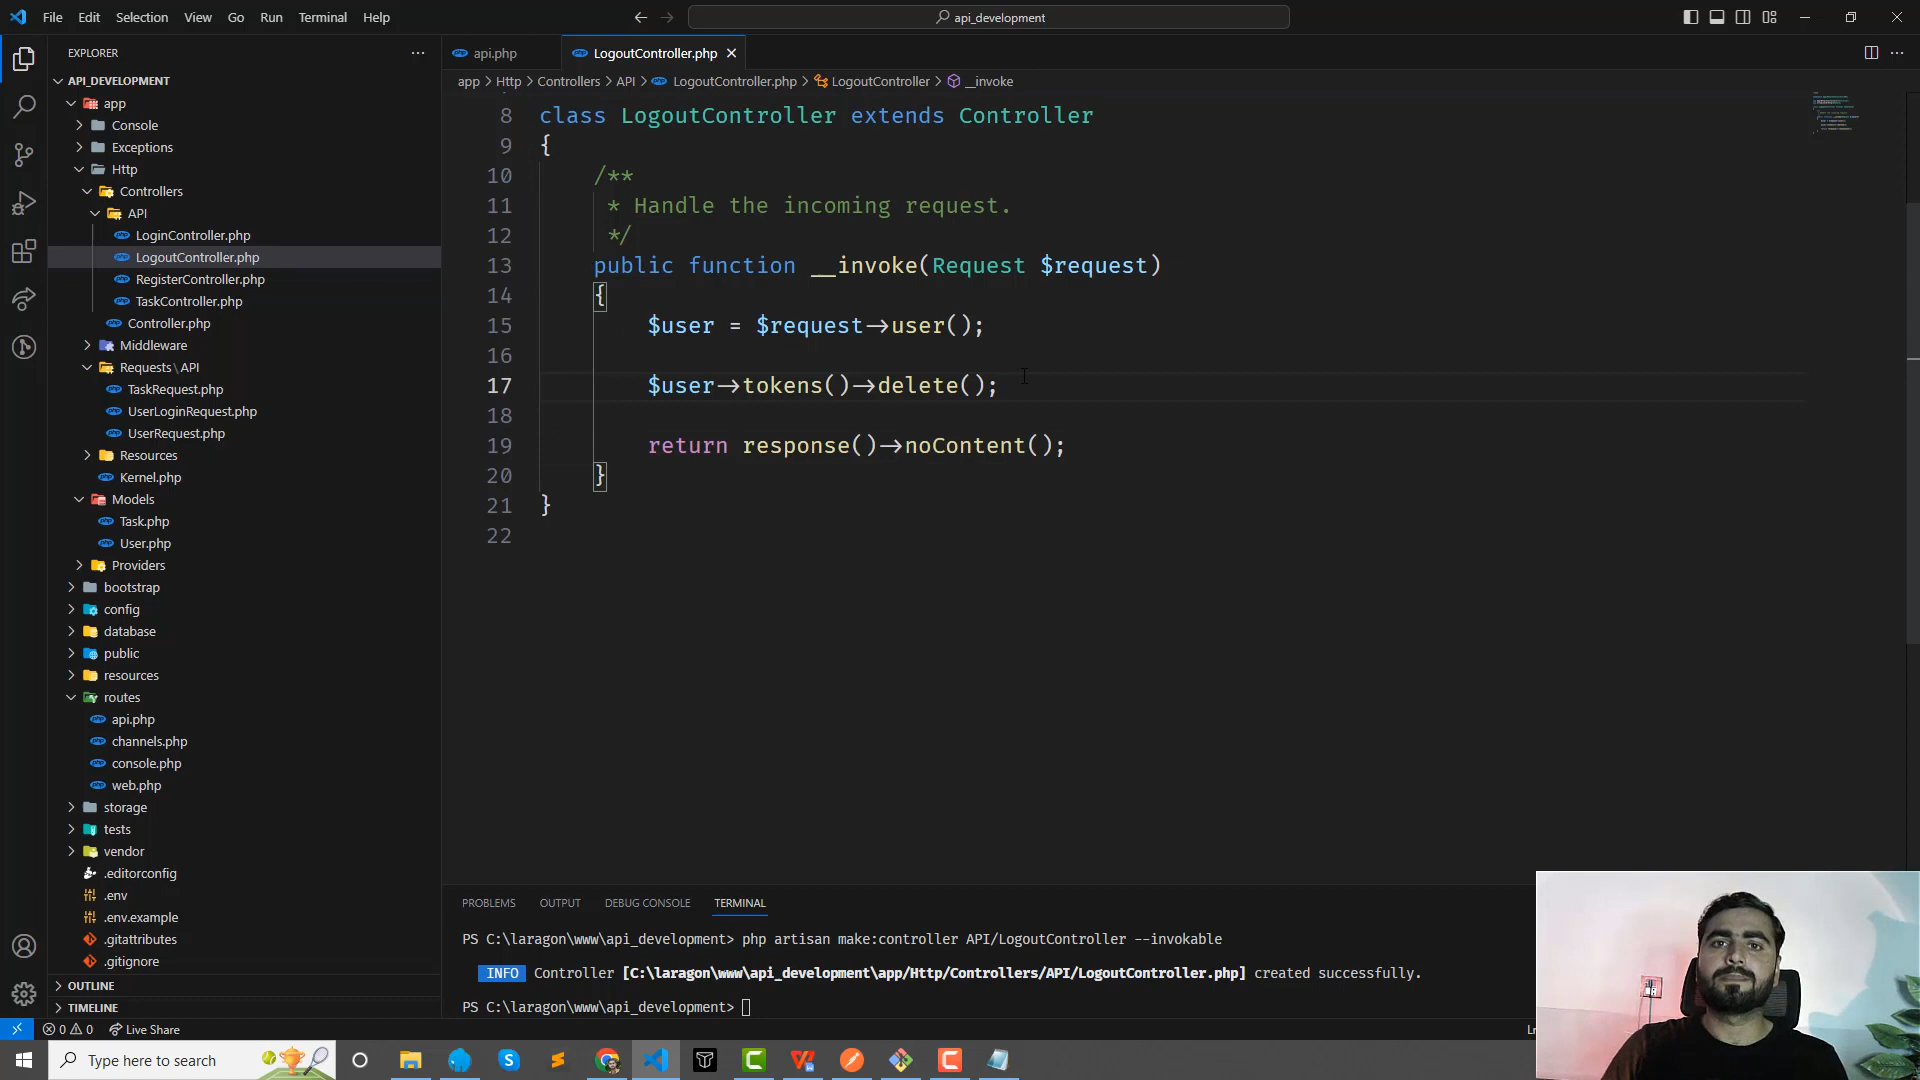 File Edit Selection View Go Run Terminal Help
api_development
EXPLORER
API_DEVELOPMENT
app
Console
Exceptions
Http
Controllers
API
LoginController.php
LogoutController.php
RegisterController.php
TaskController.php
Controller.php
Middleware
Requests\API
TaskRequest.php
UserLoginRequest.php
UserRequest.php
Resources
Kernel.php
Models
Task.php
User.php
Providers
bootstrap
config
database
public
resources
routes
api.php
channels.php
console.php
web.php
storage
tests
vendor
.editorconfig
.env
.env.example
.gitattributes
.gitignore
OUTLINE
TIMELINE
api.php LogoutController.php
app > Http > Controllers > API > LogoutController.php > LogoutController > __invoke
8 class LogoutController extends Controller
9 {
10 /**
11 * Handle the incoming request.
12 */
13 public function __invoke(Request $request)
14 {
15 $user = $request->user();
16
17 $user->tokens()->delete();
18
19 return response()->noContent();
20 }
21 }
22
PROBLEMS OUTPUT DEBUG CONSOLE TERMINAL
PS C:\laragon\www\api_development> php artisan make:controller API/LogoutController --invokable
INFO Controller [C:\laragon\www\api_development\app/Http/Controllers/API/LogoutController.php] created successfully.
PS C:\laragon\www\api_development>
0 0 Live Share
Type here to search